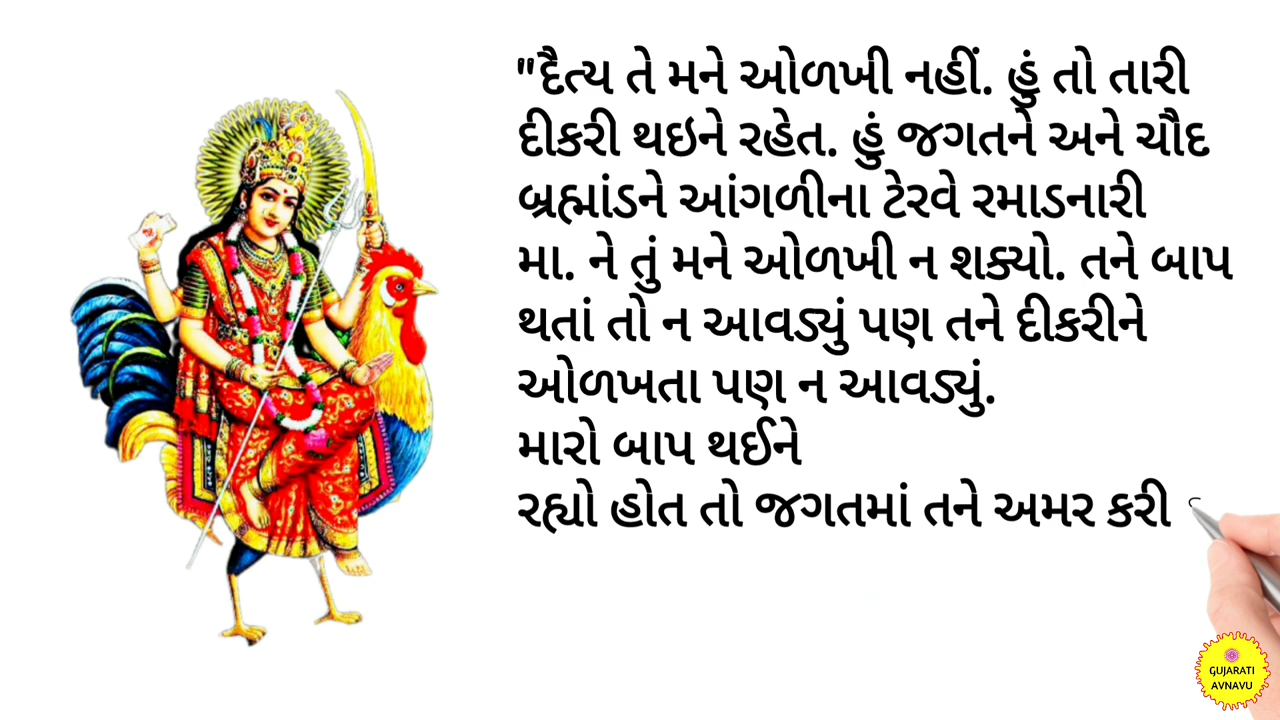 "દૈત્ય તે મને ઓળખી નહીં. હું તો તારી
દીકરી થઇને રહેત. હું જગતને અને ચૌદ
બ્રહ્માંડને આંગળીના ટેરવે રમાડનારી
મા. ને તું મને ઓળખી ન શક્યો. તને બાપ
થતાં તો ન આવડ્યું પણ તને દીકરીને
ઓળખતા પણ ન આવડ્યું.
મારો બાપ થઈને
રહ્યો હોત તો જગતમાં તને અમર કરી
GUJARATI
AVNAVU